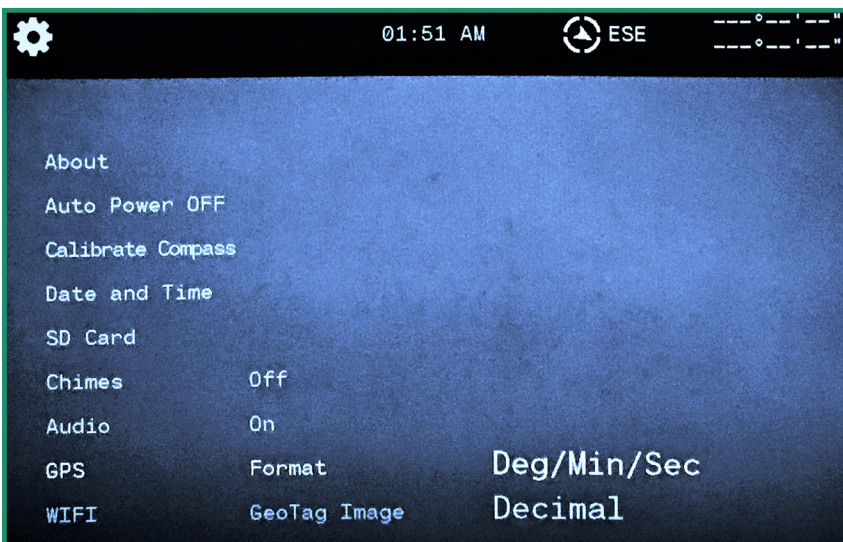 01:51 AM ESE ---°--'--"
---°--'--"
About
Auto Power OFF
Calibrate Compass
Date and Time
SD Card
Chimes Off
Audio On
GPS Format Deg/Min/Sec
WIFI GeoTag Image Decimal